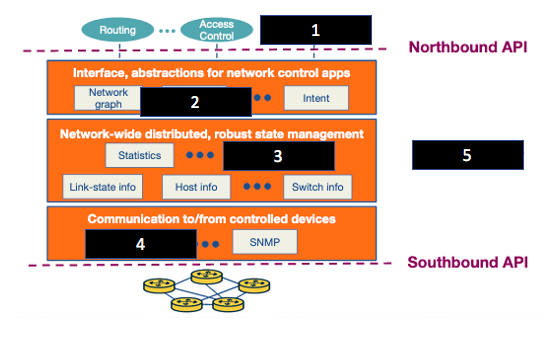 Routing ••• Access Control 1
Northbound API
Interface, abstractions for network control apps
Network graph 2 •• Intent
Network-wide distributed, robust state management
Statistics ••• 3
5
Link-state info Host info ••• Switch info
Communication to/from controlled devices
4 •• SNMP
Southbound API